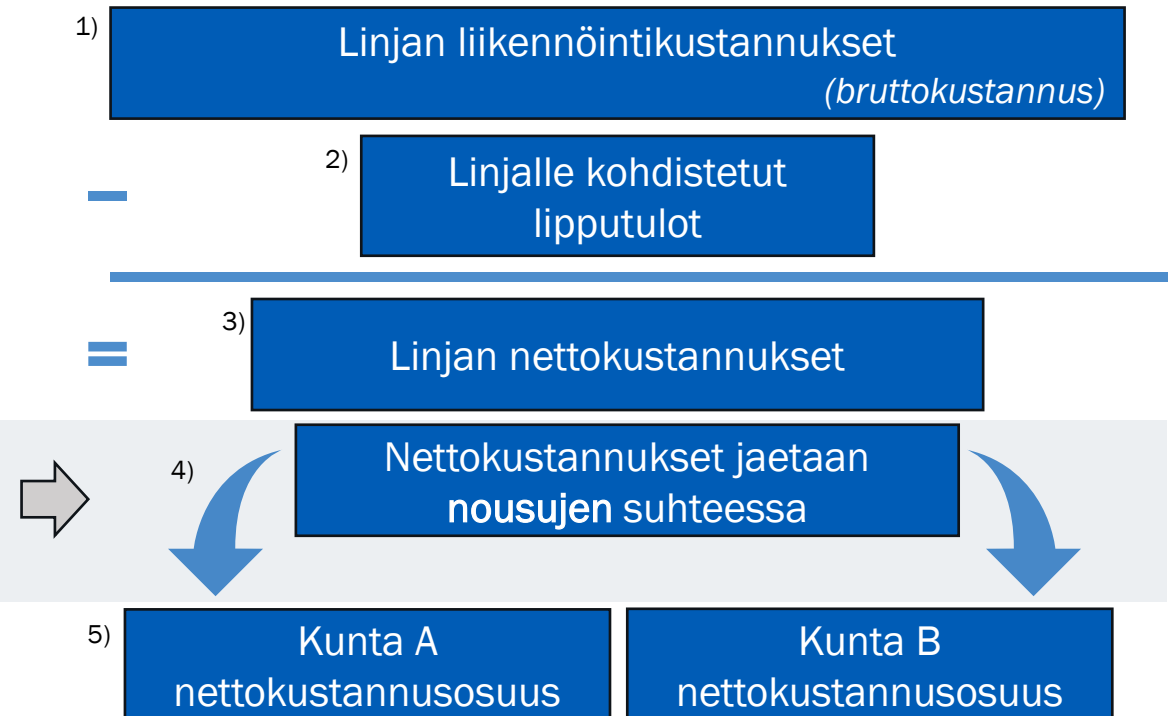 1)
Linjan liikennöintikustannukset
(bruttokustannus)
2)
Linjalle kohdistetut
lipputulot
–
=
3)
Linjan nettokustannukset
4)
Nettokustannukset jaetaan
nousujen suhteessa
5)
Kunta A
nettokustannusosuus
Kunta B
nettokustannusosuus